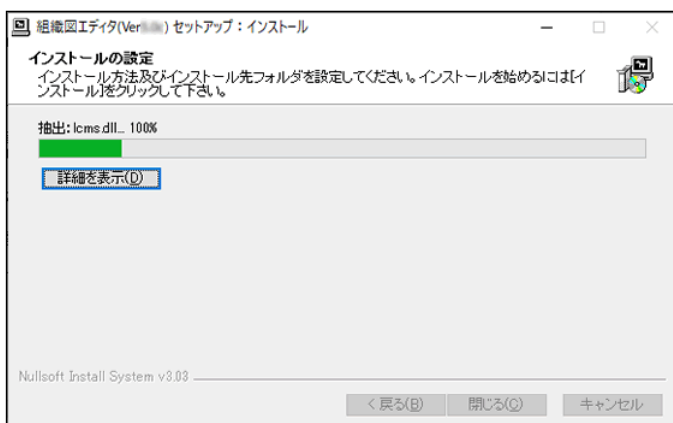 組織図エディタ(Ver ) セットアップ：インストール
インストールの設定
インストール方法及びインストール先フォルダを設定してください。インストールを始めるには[イ
ンストール]をクリックして下さい。
抽出: lcms.dll... 100%
詳細を表示(D)
Nullsoft Install System v3.03
< 戻る(B)
閉じる(C)
キャンセル